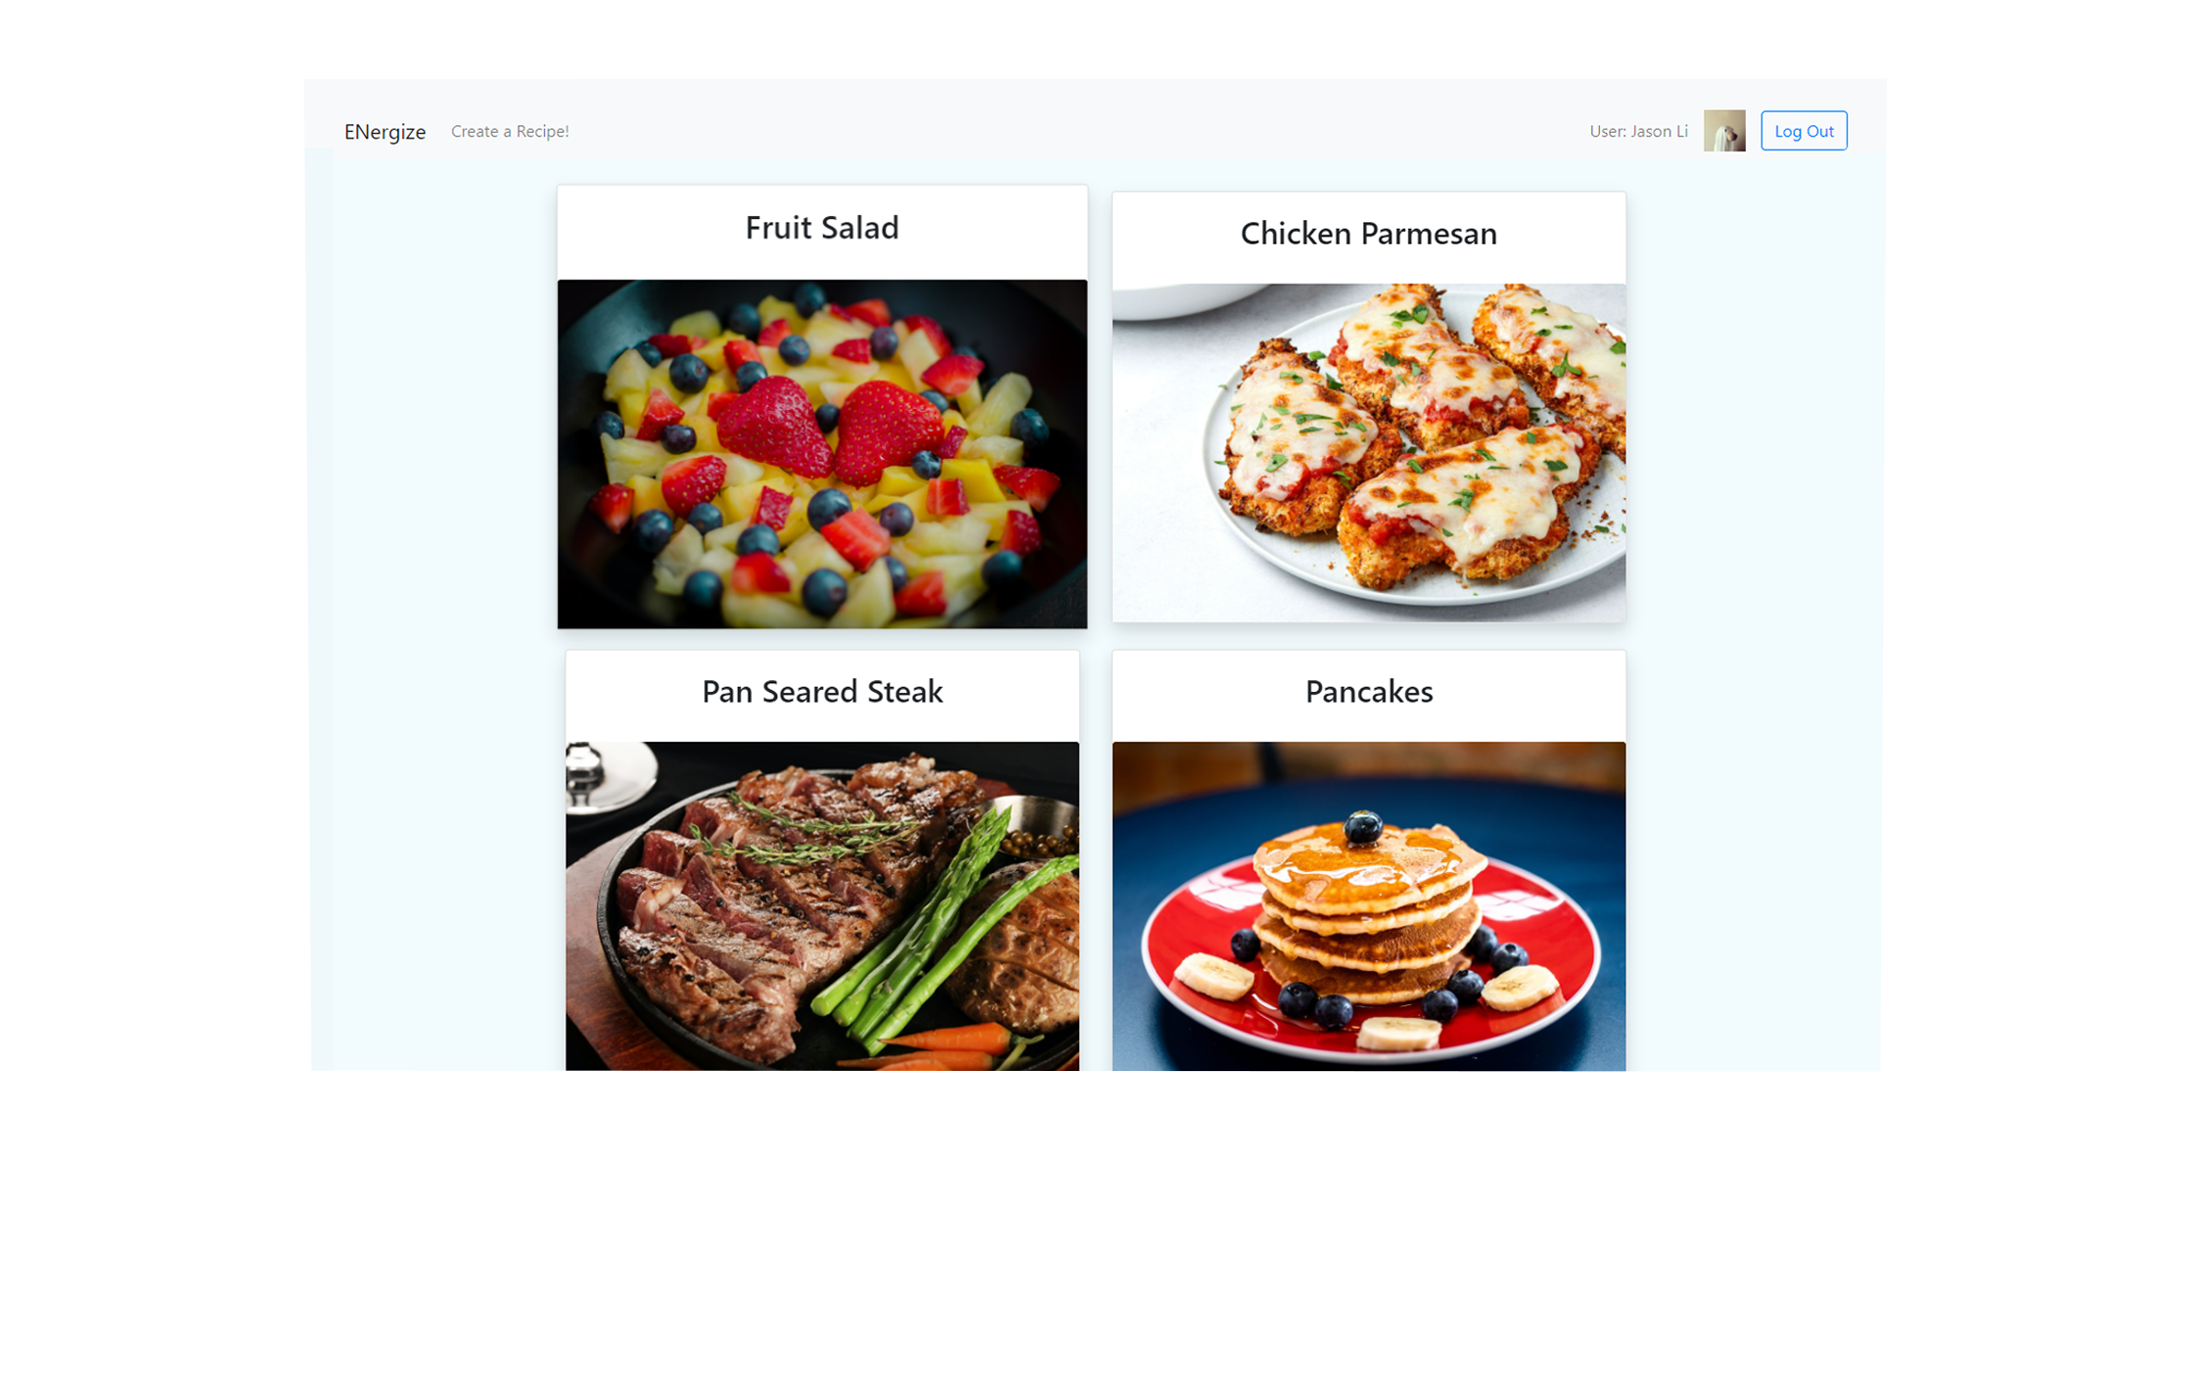 ENergize Create a Recipe! User: Jason Li Log Out
Fruit Salad
Chicken Parmesan
Pan Seared Steak
Pancakes